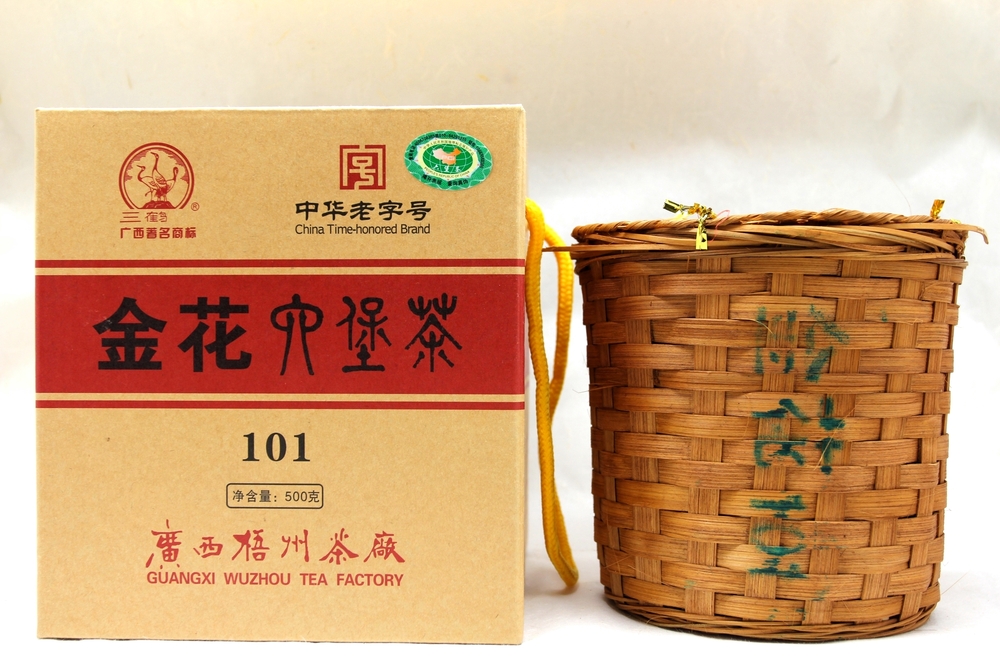 三鹤
®
广西著名商标
中华老字号
China Time-honored Brand
金花六堡茶
101
净含量：500克
廣西梧州茶廠
GUANGXI WUZHOU TEA FACTORY